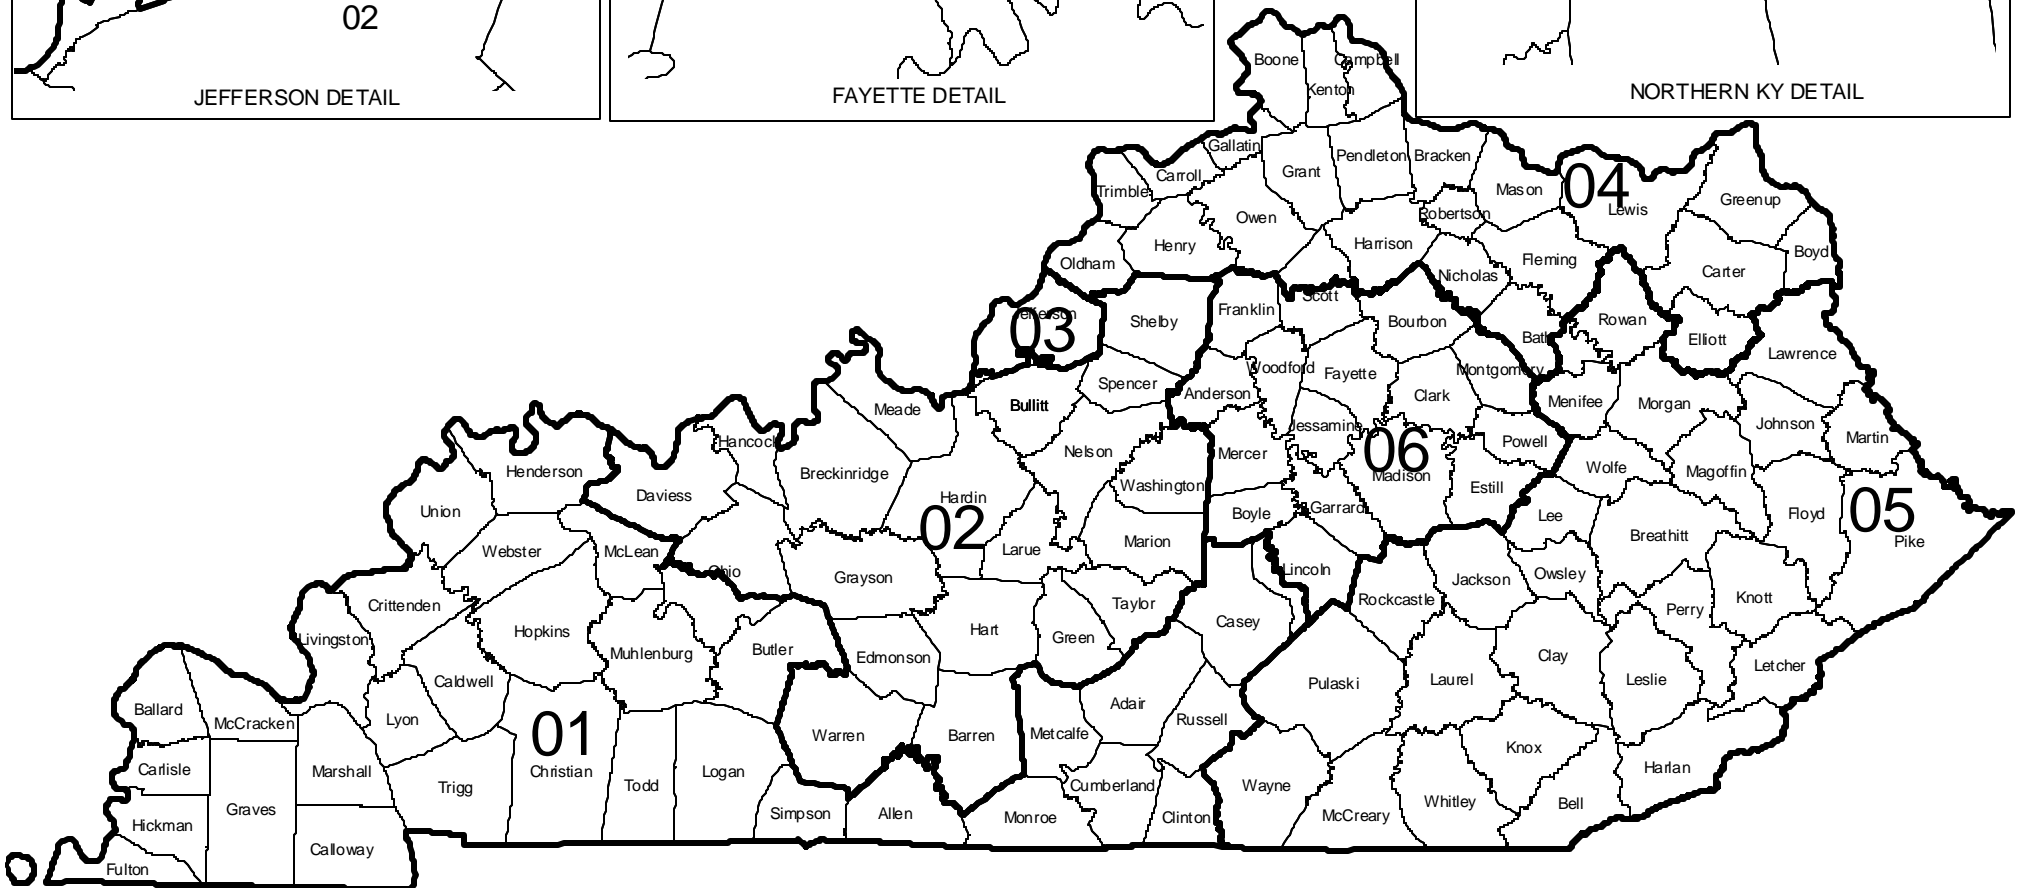 02
JEFFERSON DETAIL
FAYETTE DETAIL
NORTHERN KY DETAIL
Boone
Campbell
Kenton
Gallatin
Grant
Pendleton
Bracken
Carroll
Trimble
Mason
04
Lewis
Greenup
Owen
Robertson
Henry
Harrison
Oldham
Fleming
Boyd
Nicholas
Carter
Scott
Jefferson
03
Shelby
Franklin
Bourbon
Rowan
Bath
Elliott
Lawrence
Woodford
Fayette
Montgomery
Spencer
Anderson
Clark
Menifee
Morgan
Meade
Bullitt
Johnson
Martin
Jessamine
Hancock
Nelson
Mercer
06
Madison
Powell
Henderson
Breckinridge
Washington
Wolfe
Magoffin
Daviess
Hardin
02
Estill
Union
Boyle
Garrard
Lee
Floyd
05
Pike
Webster
McLean
Larue
Marion
Breathitt
Ohio
Grayson
Lincoln
Jackson
Owsley
Crittenden
Taylor
Rockcastle
Perry
Knott
Livingston
Hopkins
Hart
Green
Casey
Muhlenburg
Butler
Edmonson
Clay
Letcher
Caldwell
Pulaski
Laurel
Leslie
Ballard
McCracken
Lyon
01
Christian
Adair
Russell
Warren
Barren
Metcalfe
Knox
Carlisle
Marshall
Todd
Logan
Harlan
Trigg
Cumberland
Wayne
Graves
Simpson
Allen
Monroe
Clinton
McCreary
Whitley
Bell
Hickman
Calloway
Fulton